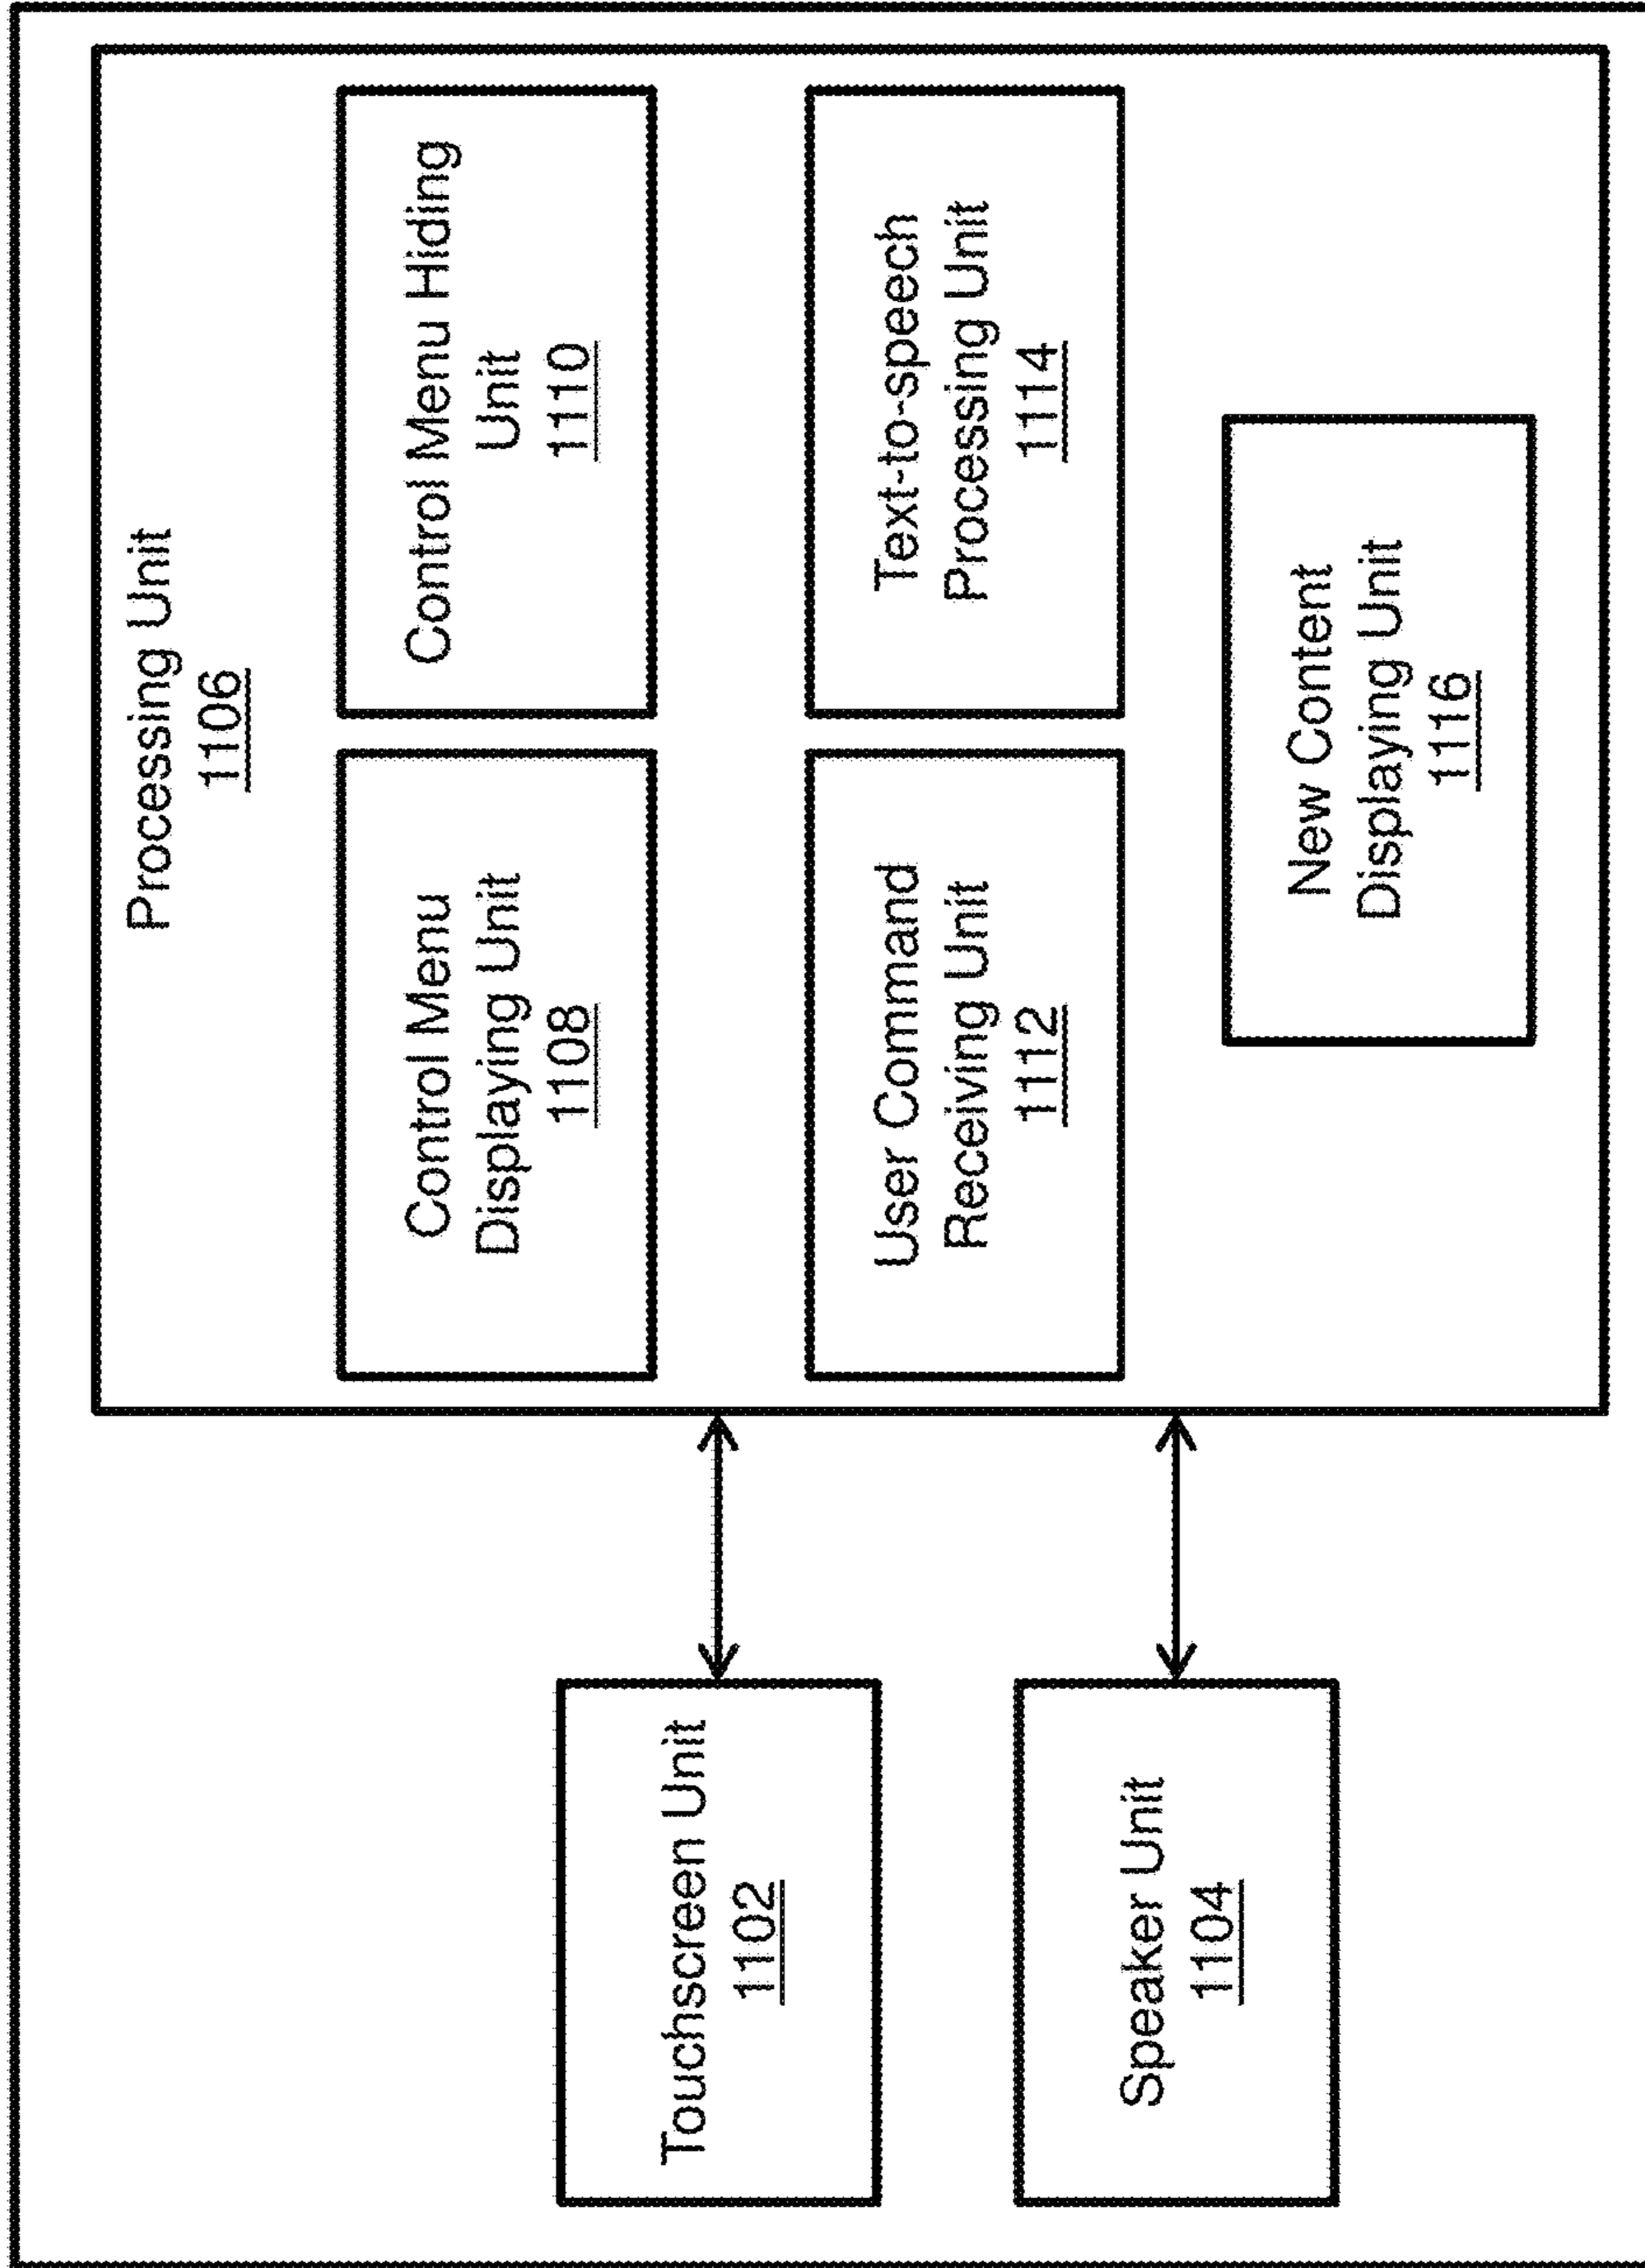 Processing Unit
1106
Control Menu
Displaying Unit
1108
Control Menu Hiding
Unit
1110
User Command
Receiving Unit
1112
Text-to-speech
Processing Unit
1114
New Content
Displaying Unit
1116
Touchscreen Unit
1102
Speaker Unit
1104